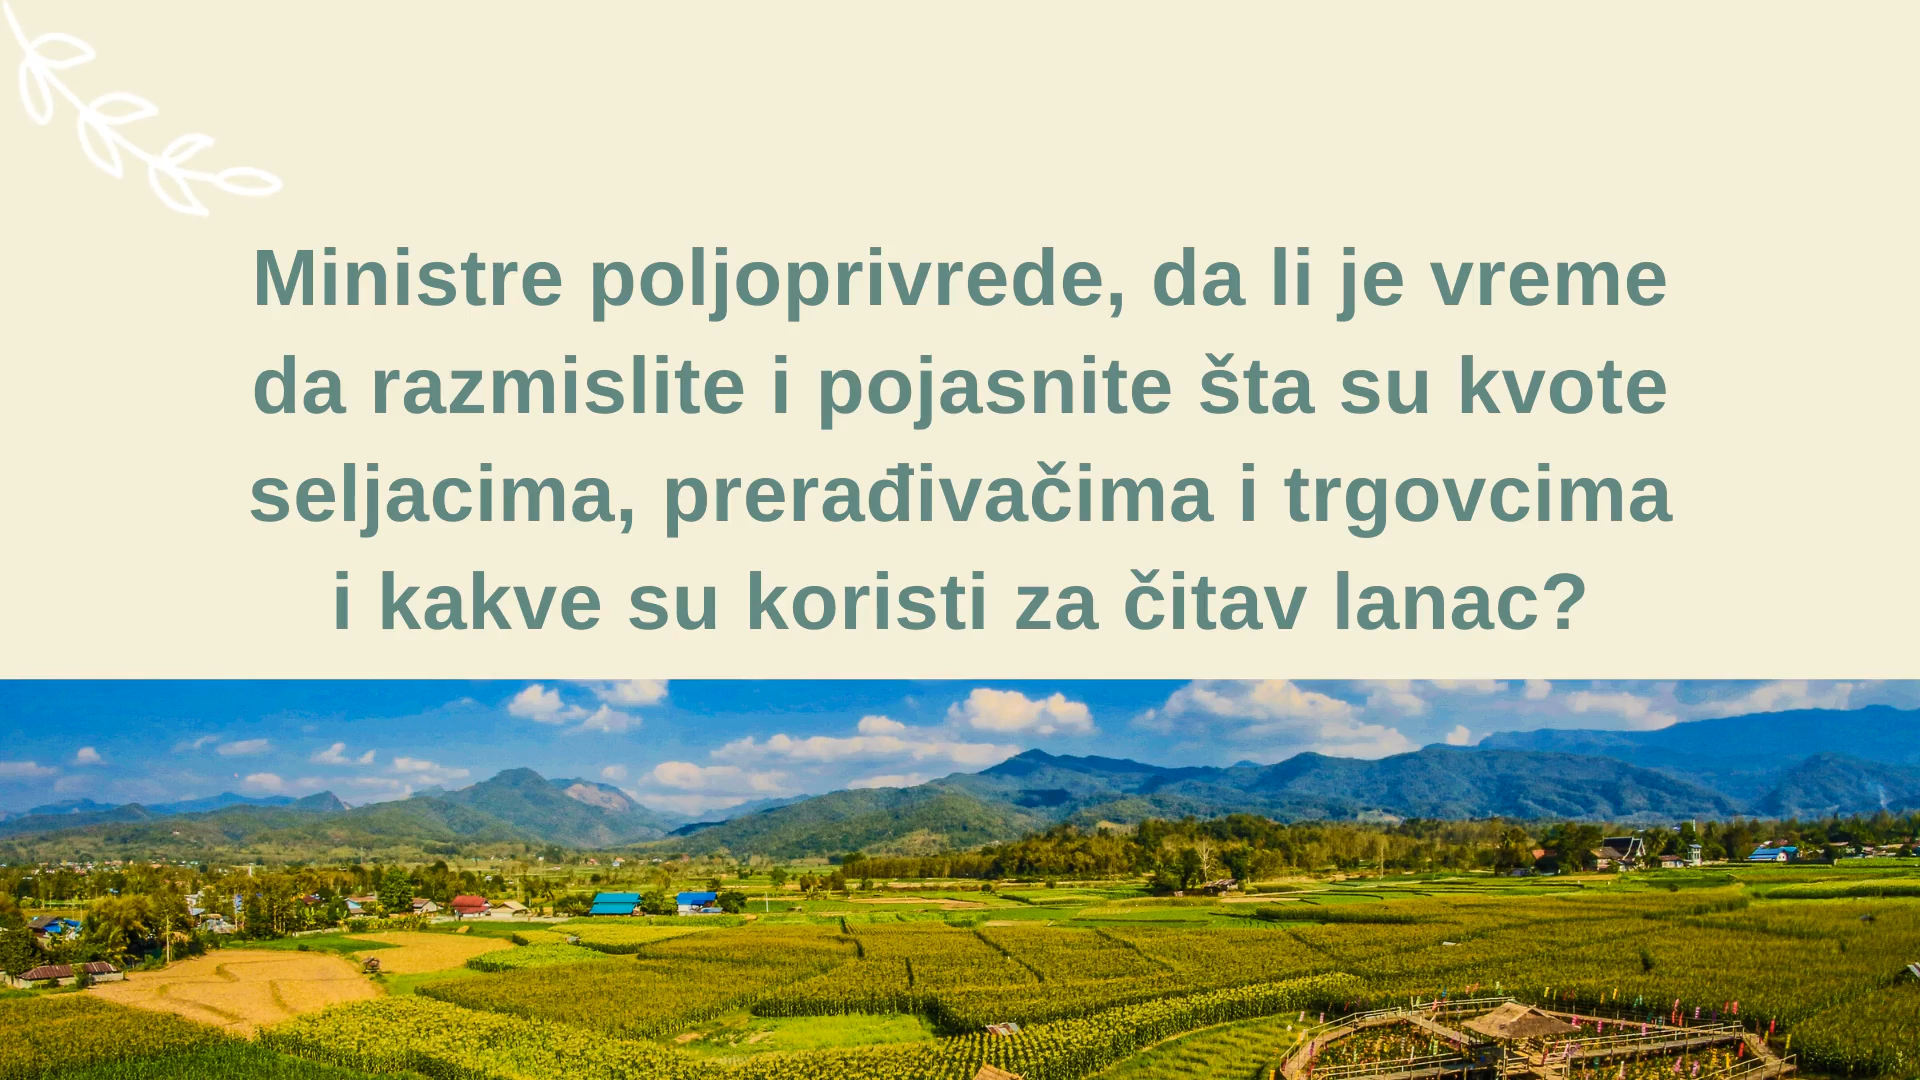 Ministre poljoprivrede, da li je vreme
da razmislite i pojasnite šta su kvote
seljacima, prerađivačima i trgovcima
i kakve su koristi za čitav lanac?